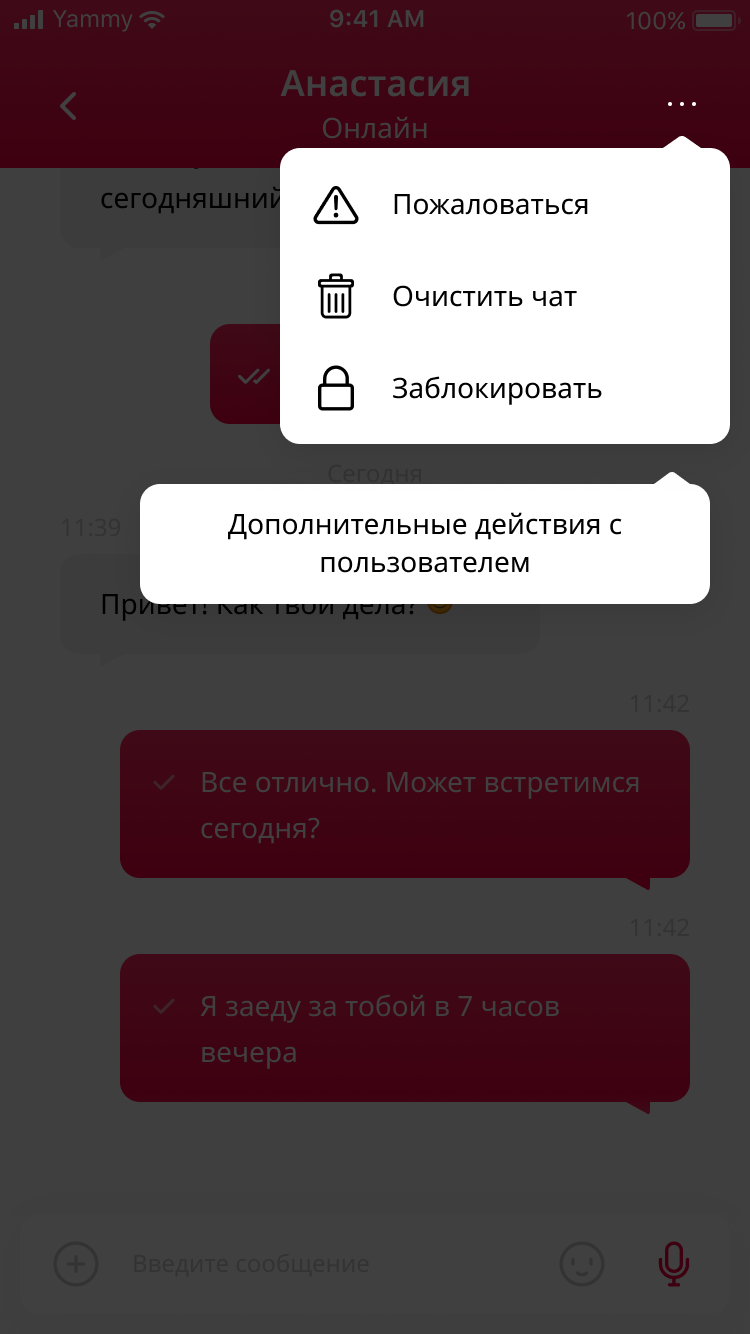 Yammy 9:41 AM 100%
Анастасия
Онлайн
сегодняшний
Пожаловаться
Очистить чат
Заблокировать
Сегодня
Дополнительные действия с
пользователем
11:39
Привет! Как твои дела? 😊
11:42
Все отлично. Может встретимся
сегодня?
11:42
Я заеду за тобой в 7 часов
вечера
Введите сообщение